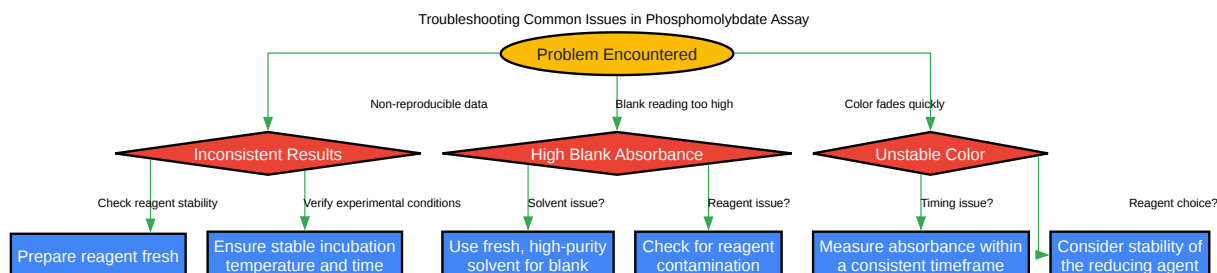 Troubleshooting Common Issues in Phosphomolybdate Assay
Problem Encountered
Non-reproducible data
Blank reading too high
Color fades quickly
Inconsistent Results
High Blank Absorbance
Unstable Color
Check reagent stability
Verify experimental conditions
Solvent issue?
Reagent issue?
Timing issue?
Reagent choice?
Prepare reagent fresh
Ensure stable incubation
temperature and time
Use fresh, high-purity
solvent for blank
Check for reagent
contamination
Measure absorbance within
a consistent timeframe
Consider stability of
the reducing agent